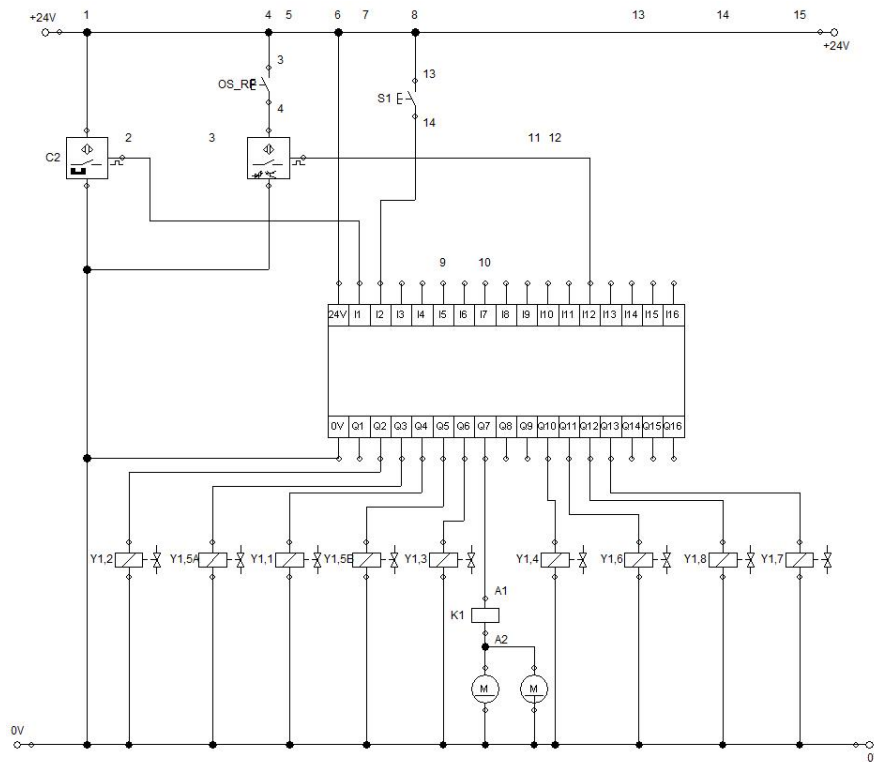 1 4 5 6 7 8 13 14 15
+24V
+24V
3
OS_RF
13
S1
4
14
2 3 11 12
C2
9 10
24V I1 I2 I3 I4 I5 I6 I7 I8 I9 I10 I11 I12 I13 I14 I15 I16
0V Q1 Q2 Q3 Q4 Q5 Q6 Q7 Q8 Q9 Q10 Q11 Q12 Q13 Q14 Q15 Q16
Y1,2 Y1,5A Y1,1 Y1,5B Y1,3 Y1,4 Y1,6 Y1,8 Y1,7
A1
K1
A2
M M
0V
0